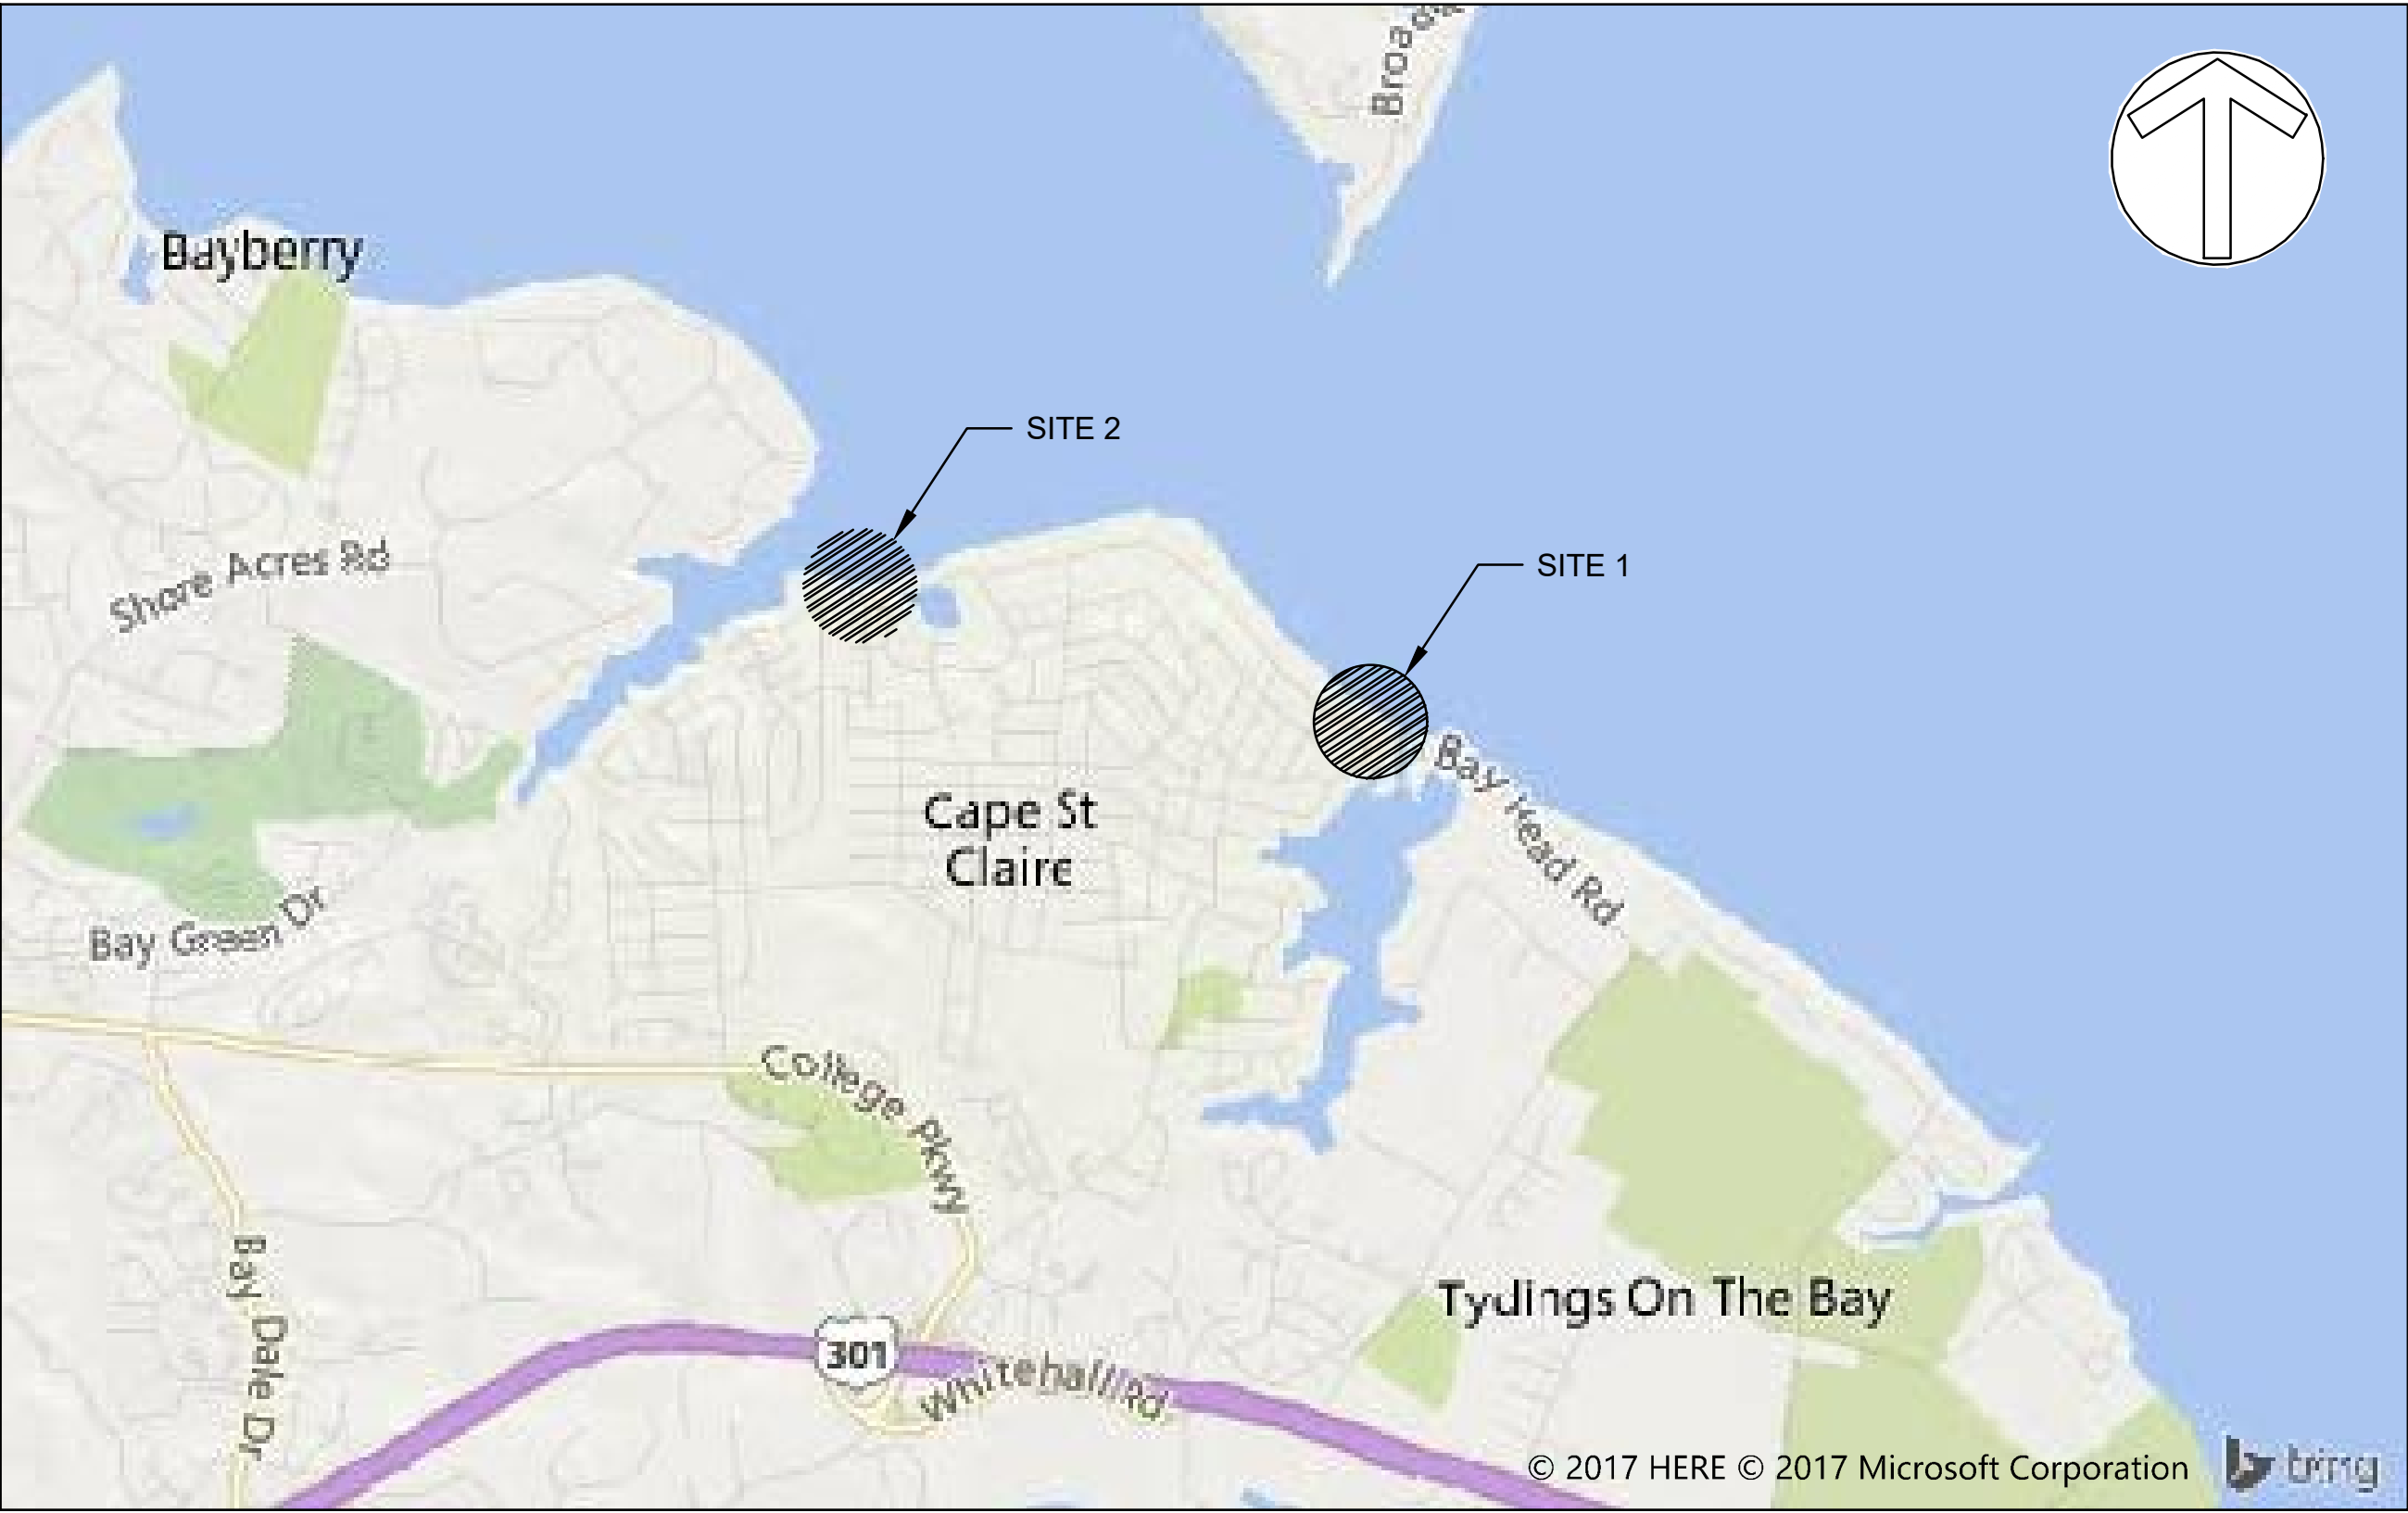 Bayberry
SITE 2
SITE 1
Shore Acres Rd
Bay Head Rd
Cape St
Claire
Bay Green Dr
College Pkwy
Bay Dale Dr
Tydings On The Bay
301
Whitehall Rd
© 2017 HERE © 2017 Microsoft Corporation
bing